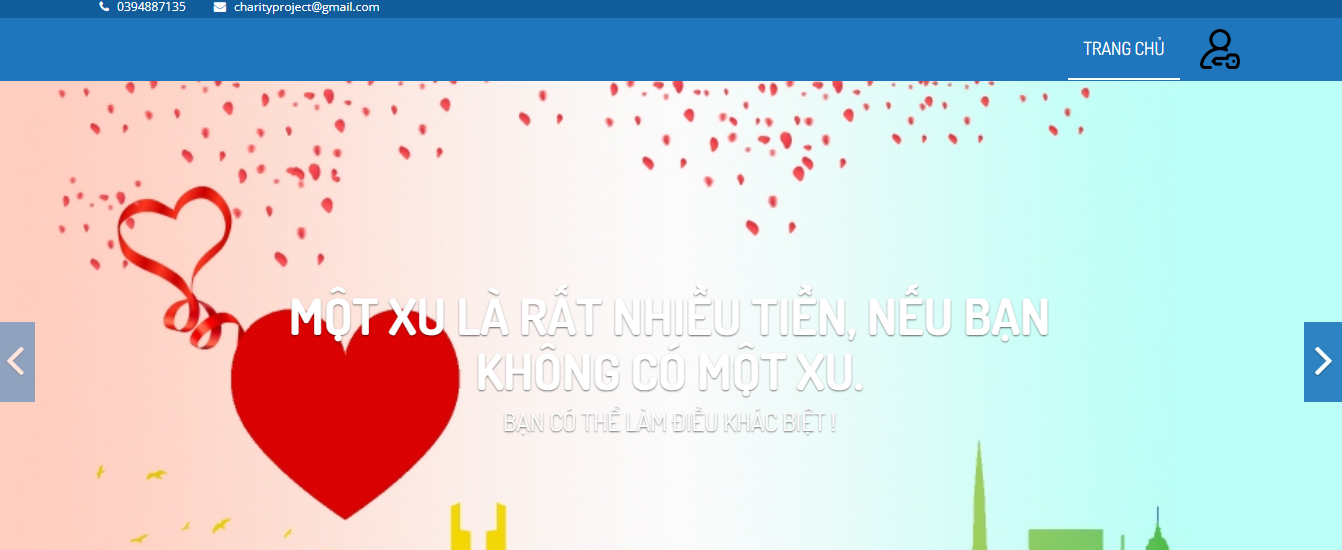 0394887135 charityproject@gmail.com
TRANG CHỦ
MỘT XU LÀ RẤT NHIỀU TIỀN, NẾU BẠN
KHÔNG CÓ MỘT XU.
BẠN CÓ THỂ LÀM ĐIỀU KHÁC BIỆT !